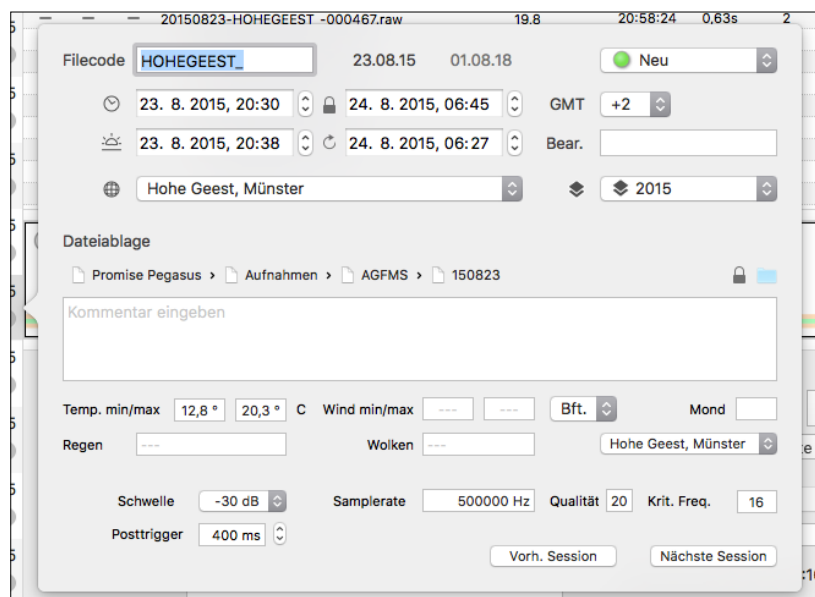 20150823-HOHEGEEST_-000467.raw 19.8 20:58:24 0,63s 2
Filecode HOHEGEEST_ 23.08.15 01.08.18 Neu
23. 8. 2015, 20:30 24. 8. 2015, 06:45 GMT +2
23. 8. 2015, 20:38 24. 8. 2015, 06:27 Bear.
Hohe Geest, Münster 2015
Dateiablage
Promise Pegasus › Aufnahmen › AGFMS › 150823
Kommentar eingeben
Temp. min/max 12,8 ° 20,3 ° C Wind min/max --- --- Bft. Mond
Regen --- Wolken --- Hohe Geest, Münster
Schwelle -30 dB Samplerate 500000 Hz Qualität 20 Krit. Freq. 16
Posttrigger 400 ms
Vorh. Session Nächste Session